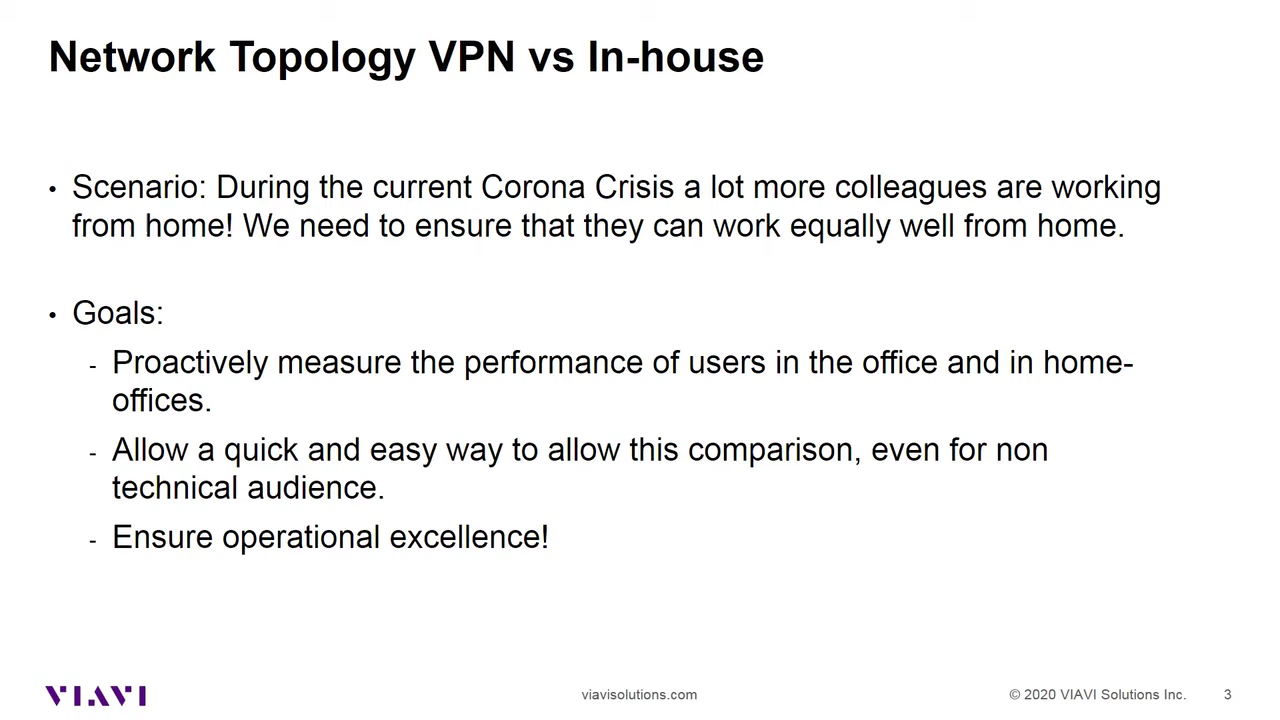 Network Topology VPN vs In-house
• Scenario: During the current Corona Crisis a lot more colleagues are working
from home! We need to ensure that they can work equally well from home.
• Goals:
- Proactively measure the performance of users in the office and in home-
offices.
- Allow a quick and easy way to allow this comparison, even for non
technical audience.
- Ensure operational excellence!
VIAVI
viavisolutions.com
© 2020 VIAVI Solutions Inc.
3